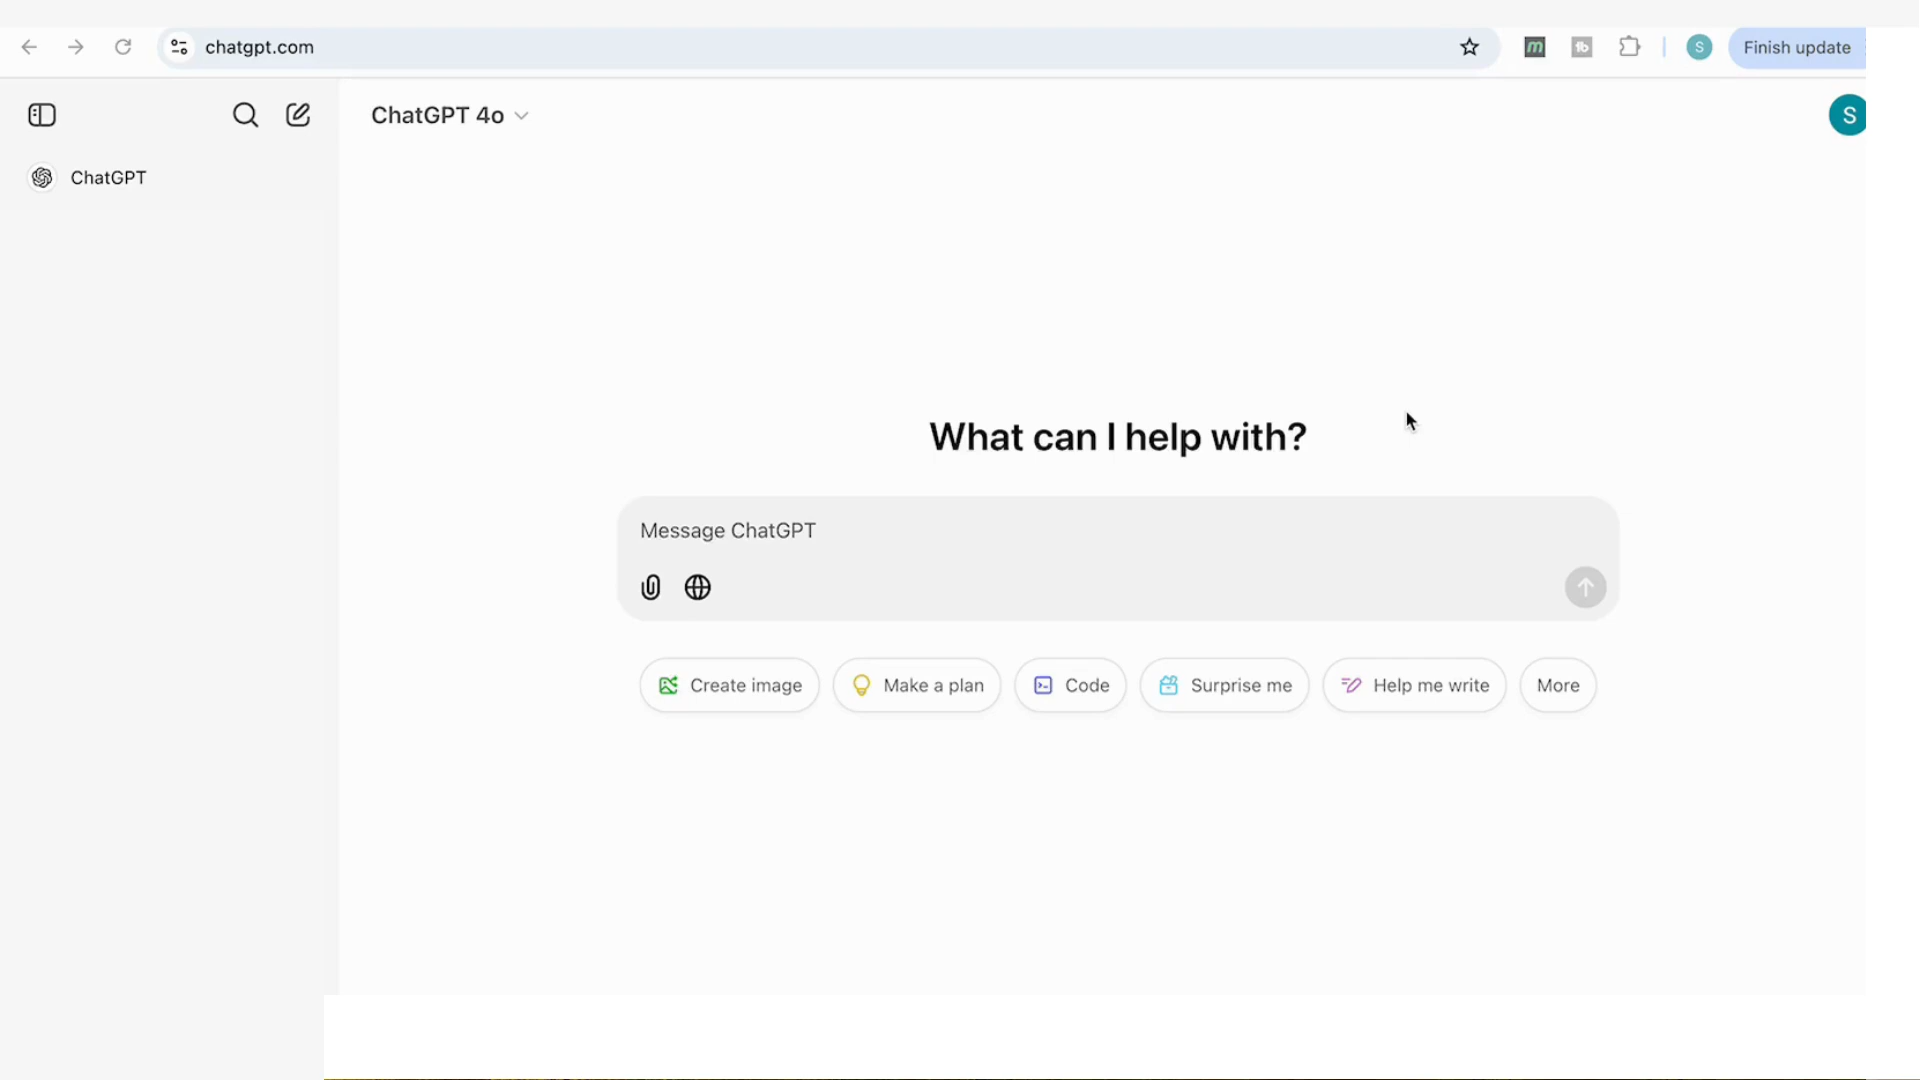 chatgpt.com
S
Finish update
ChatGPT 4o
S
ChatGPT
What can I help with?
Message ChatGPT
Create image
Make a plan
Code
Surprise me
Help me write
More